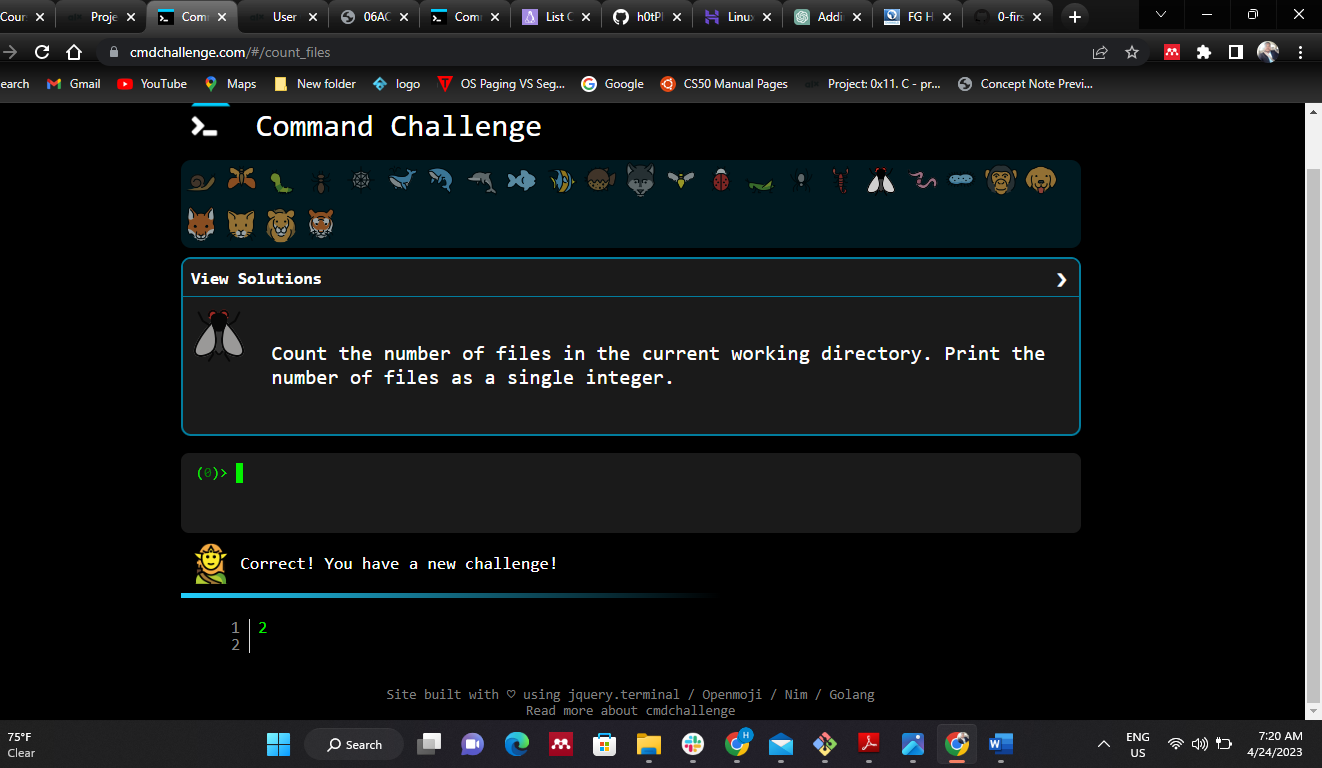 Cour Proje Comm User 06AC Comm List C h0tPl Linux Addi FG H 0-firs
cmdchallenge.com/#/count_files
earch Gmail YouTube Maps New folder logo OS Paging VS Seg... Google CS50 Manual Pages Project: 0x11. C - pr... Concept Note Previ...
>_ Command Challenge
View Solutions
Count the number of files in the current working directory. Print the
number of files as a single integer.
(0)>
Correct! You have a new challenge!
1 2
2
Site built with ♡ using jquery.terminal / Openmoji / Nim / Golang
Read more about cmdchallenge
75°F
Clear
Search
H
W
ENG
US
7:20 AM
4/24/2023